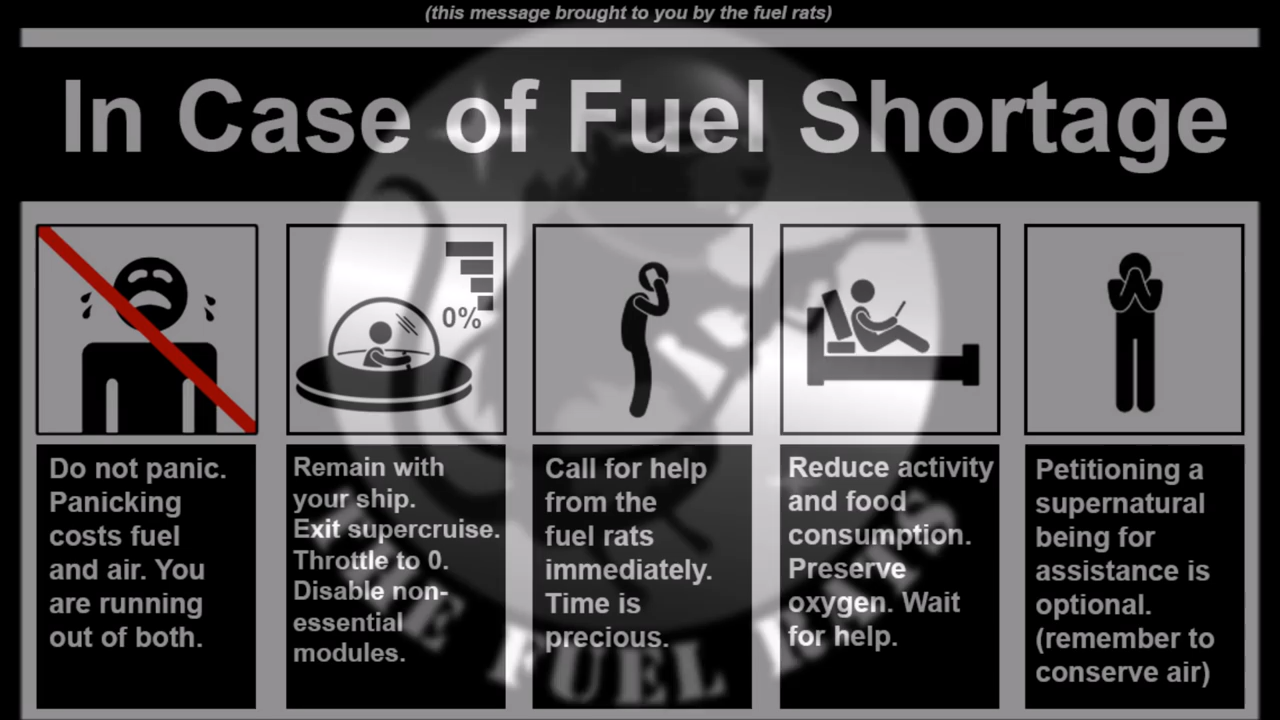 (this message brought to you by the fuel rats)
In Case of Fuel Shortage
0%
Do not panic.
Panicking
costs fuel
and air. You
are running
out of both.
Remain with
your ship.
Exit supercruise.
Throttle to 0.
Disable non-
essential
modules.
Call for help
from the
fuel rats
immediately.
Time is
precious.
Reduce activity
and food
consumption.
Preserve
oxygen. Wait
for help.
Petitioning a
supernatural
being for
assistance is
optional.
(remember to
conserve air)
THE FUEL RATS